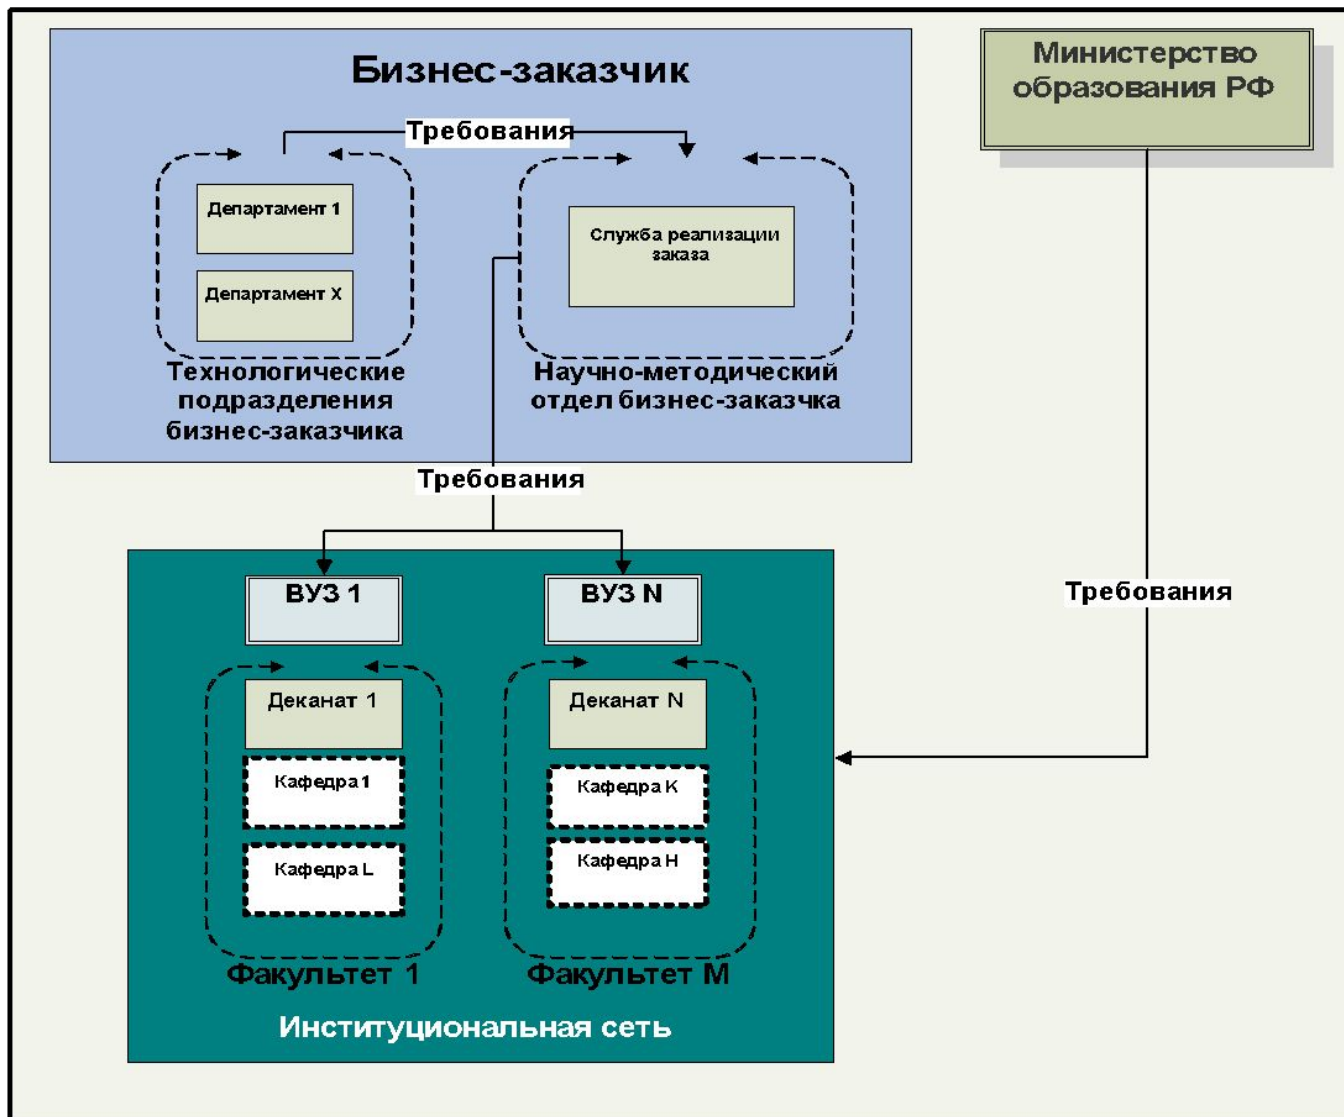 Бизнес-заказчик
Министерство
образования РФ
Требования
Департамент 1
Департамент X
Служба реализации
заказа
Технологические
подразделения
бизнес-заказчика
Научно-методический
отдел бизнес-заказчка
Требования
Требования
ВУЗ 1
ВУЗ N
Деканат 1
Деканат N
Кафедра 1
Кафедра K
Кафедра L
Кафедра H
Факультет 1
Факультет M
Институциональная сеть